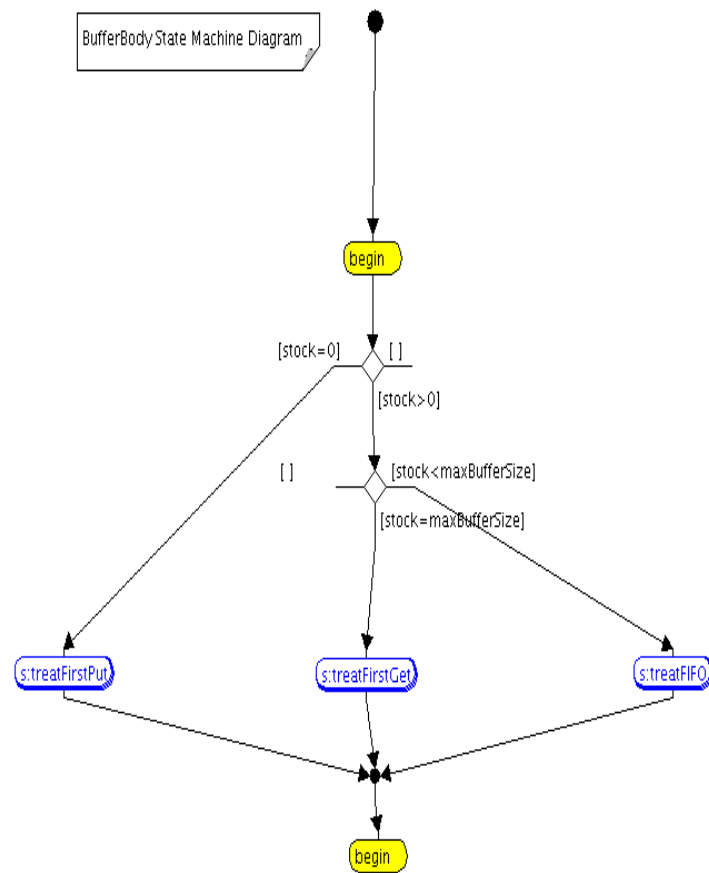 BufferBody State Machine Diagram
begin
[stock=0]
[ ]
[stock>0]
[ ]
[stock<maxBufferSize]
[stock=maxBufferSize]
s:treatFirstPut
s:treatFirstGet
s:treatFIFO
begin